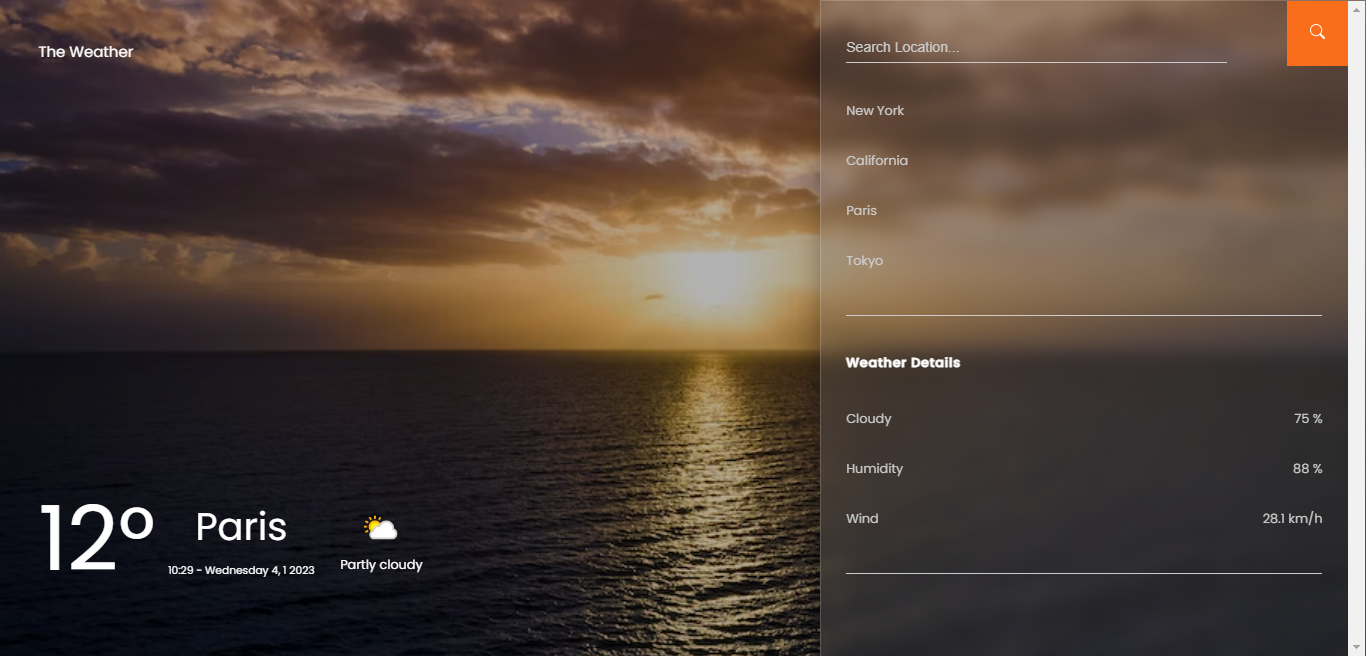 The Weather
12°
Paris
10:29 - Wednesday 4, 1 2023
Partly cloudy
Search Location...
New York
California
Paris
Tokyo
Weather Details
Cloudy 75 %
Humidity 88 %
Wind 28.1 km/h